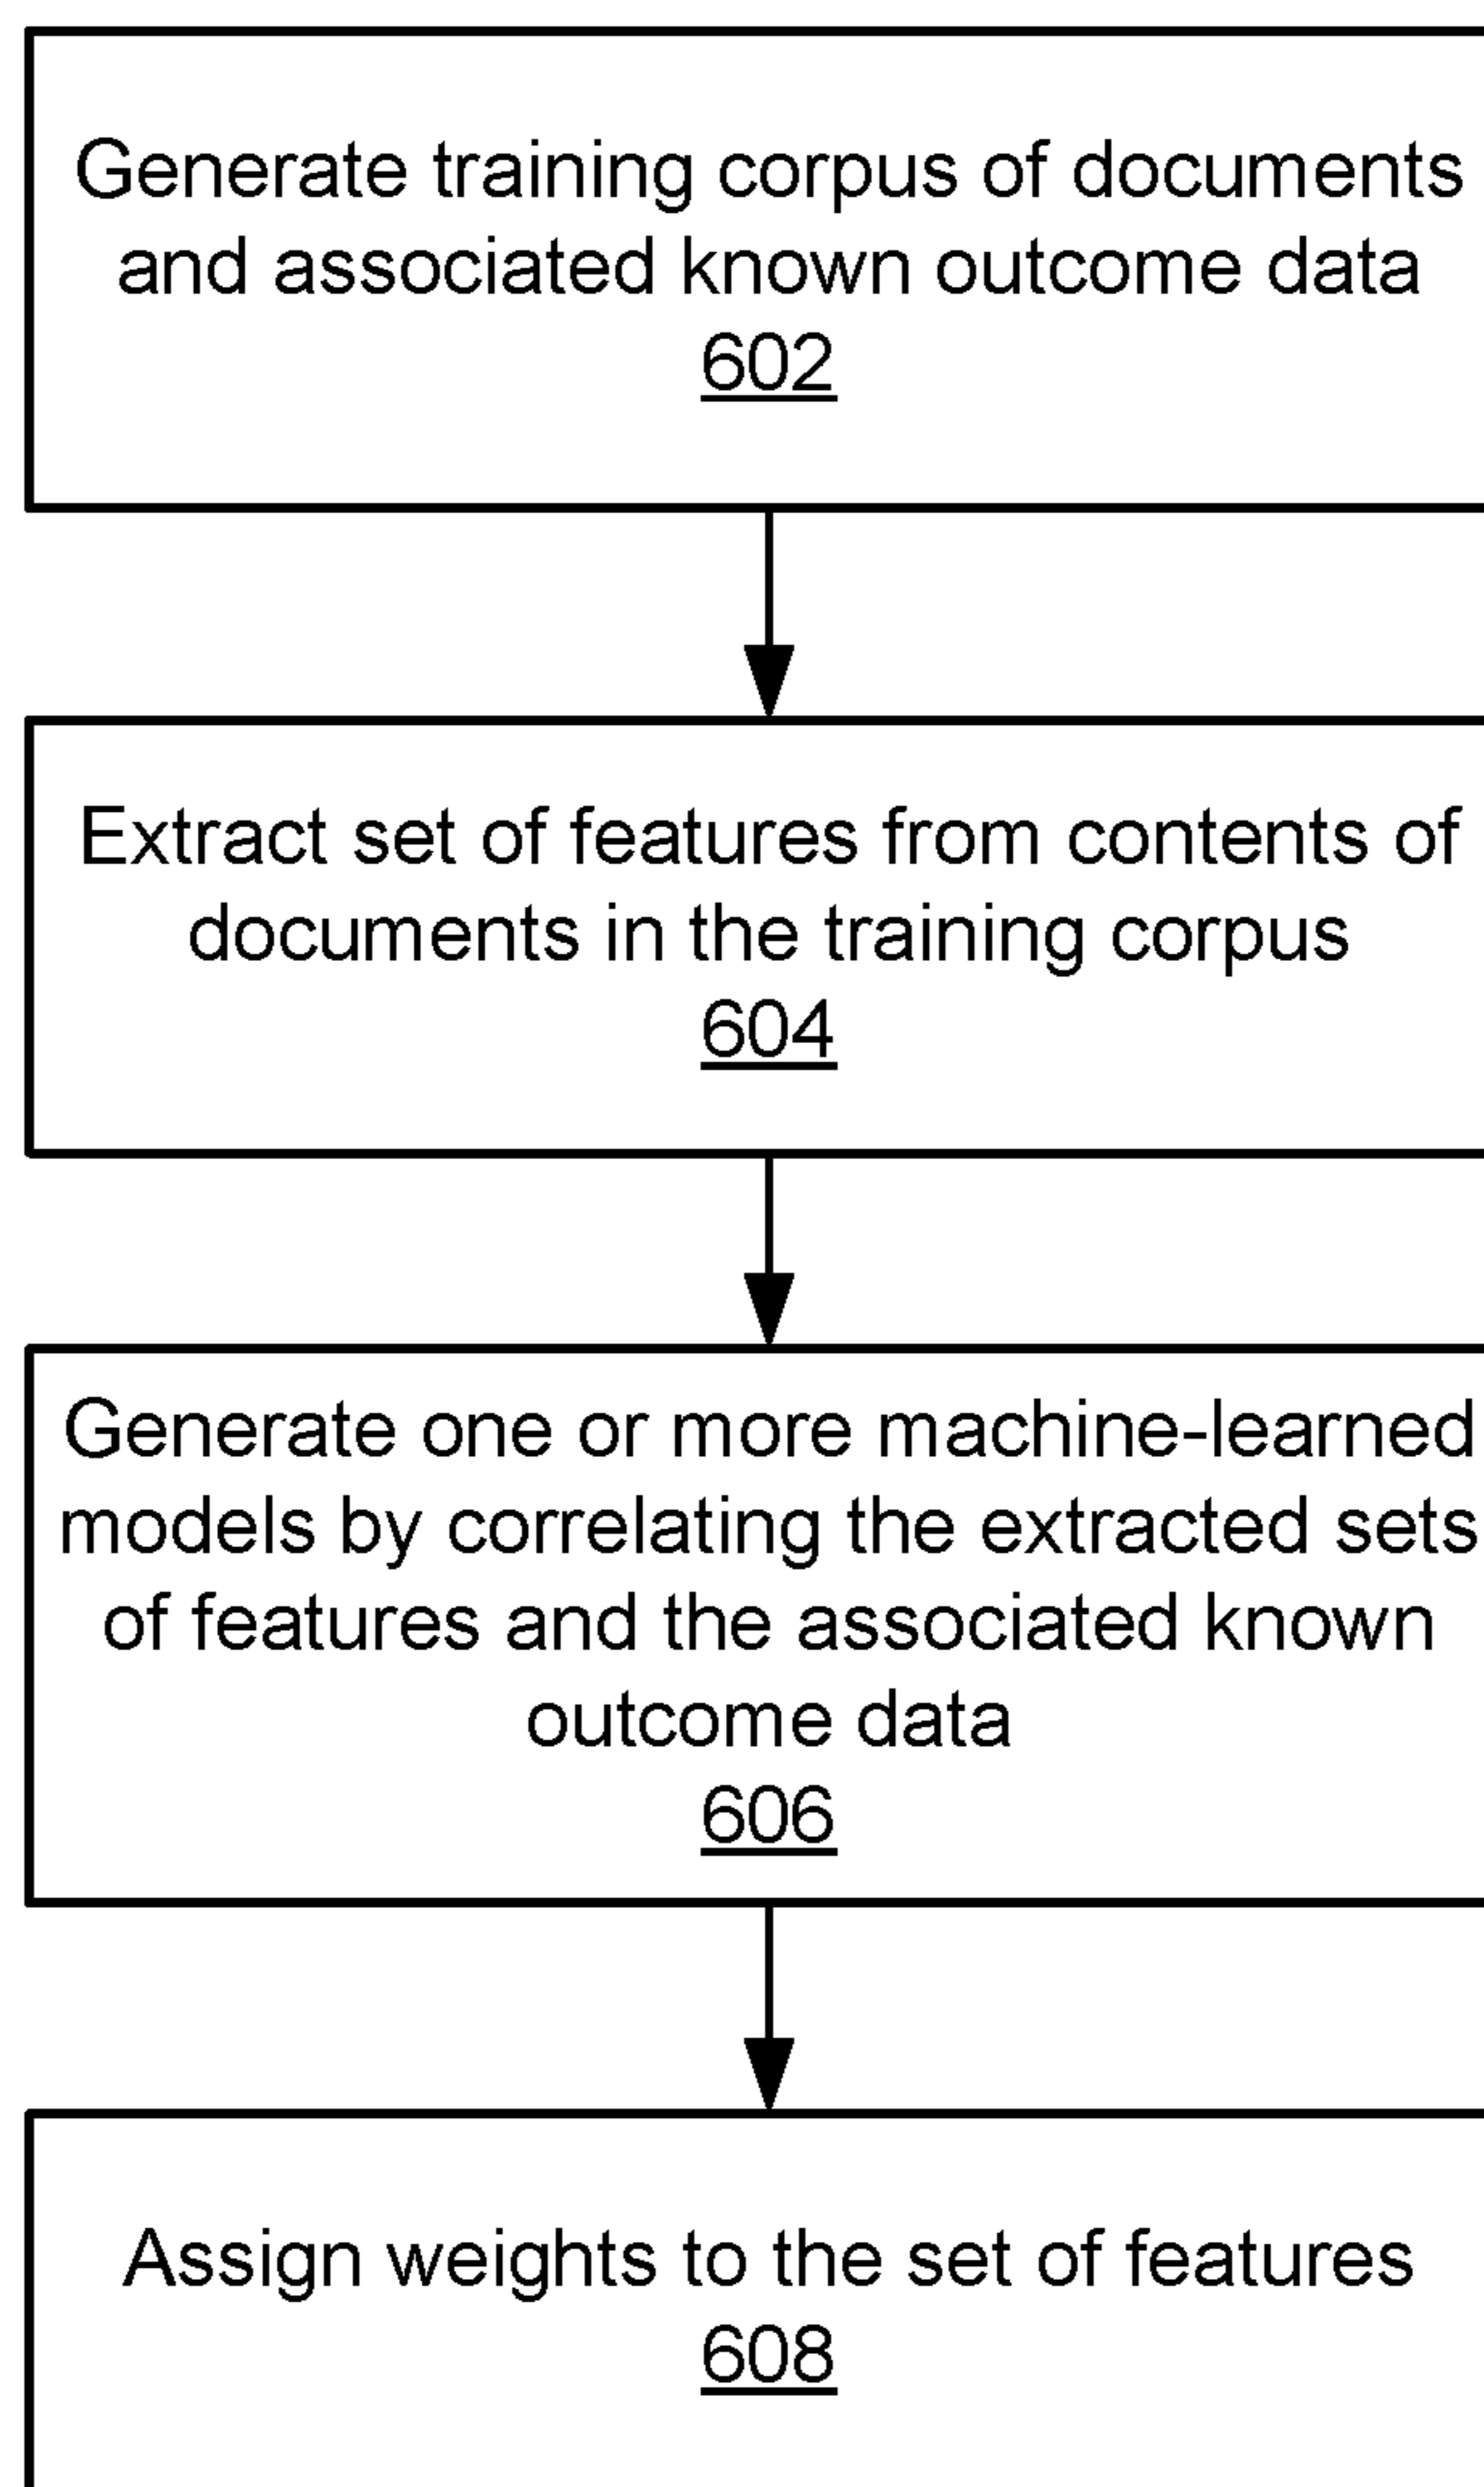 Generate training corpus of documents
and associated known outcome data
602
Extract set of features from contents of
documents in the training corpus
604
Generate one or more machine-learned
models by correlating the extracted sets
of features and the associated known
outcome data
606
Assign weights to the set of features
608